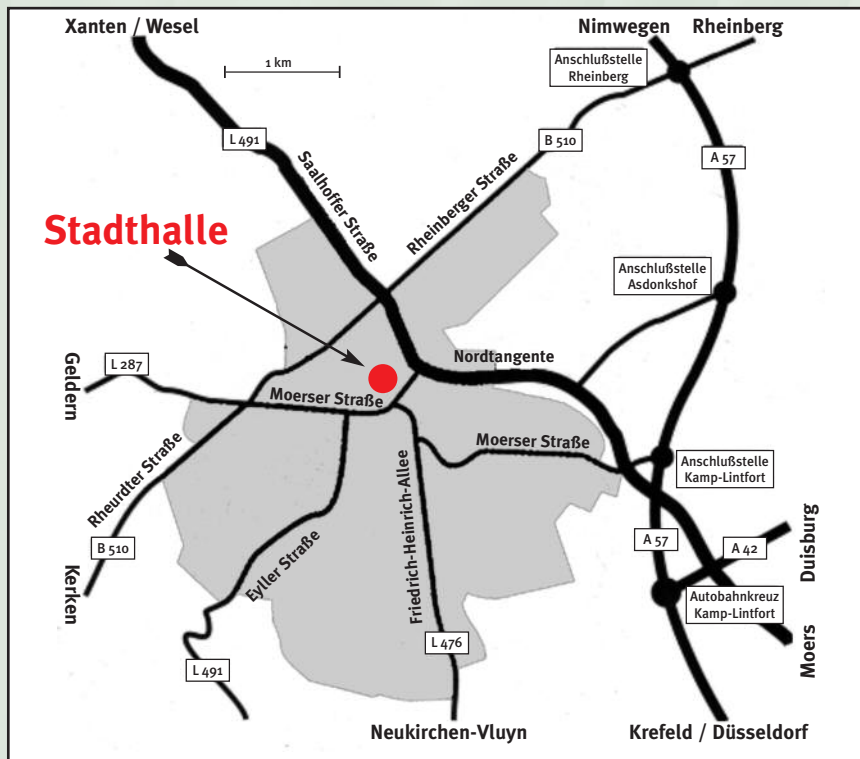 Xanten / Wesel
Nimwegen
Rheinberg
1 km
Anschlußstelle
Rheinberg
L 491
B 510
A 57
Saalhoffer Straße
Rheinberger Straße
Stadthalle
Anschlußstelle
Asdonkshof
Geldern
L 287
Nordtangente
Moerser Straße
Moerser Straße
Rheurdter Straße
Anschlußstelle
Kamp-Lintfort
Friedrich-Heinrich-Allee
Eyller Straße
B 510
A 57
A 42
Duisburg
Kerken
Autobahnkreuz
Kamp-Lintfort
L 476
Moers
L 491
Neukirchen-Vluyn
Krefeld / Düsseldorf